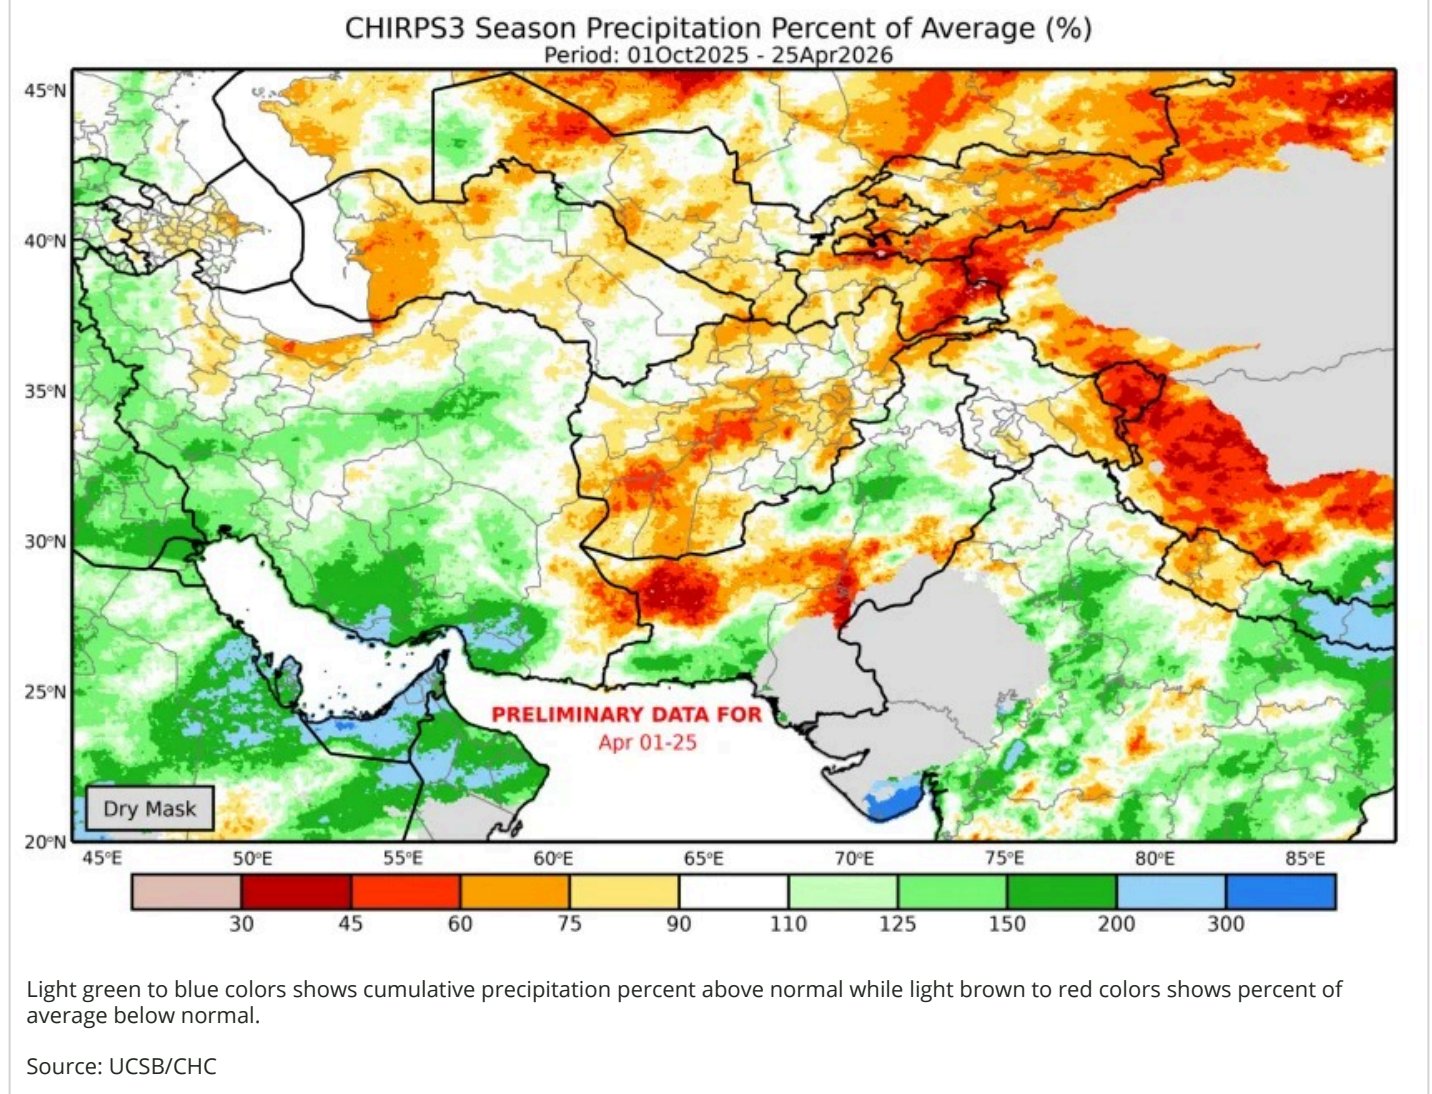 CHIRPS3 Season Precipitation Percent of Average (%)
Period: 01Oct2025 - 25Apr2026
45°N
40°N
35°N
30°N
25°N
20°N
PRELIMINARY DATA FOR
Apr 01-25
Dry Mask
45°E 50°E 55°E 60°E 65°E 70°E 75°E 80°E 85°E
30 45 60 75 90 110 125 150 200 300
Light green to blue colors shows cumulative precipitation percent above normal while light brown to red colors shows percent of
average below normal.
Source: UCSB/CHC